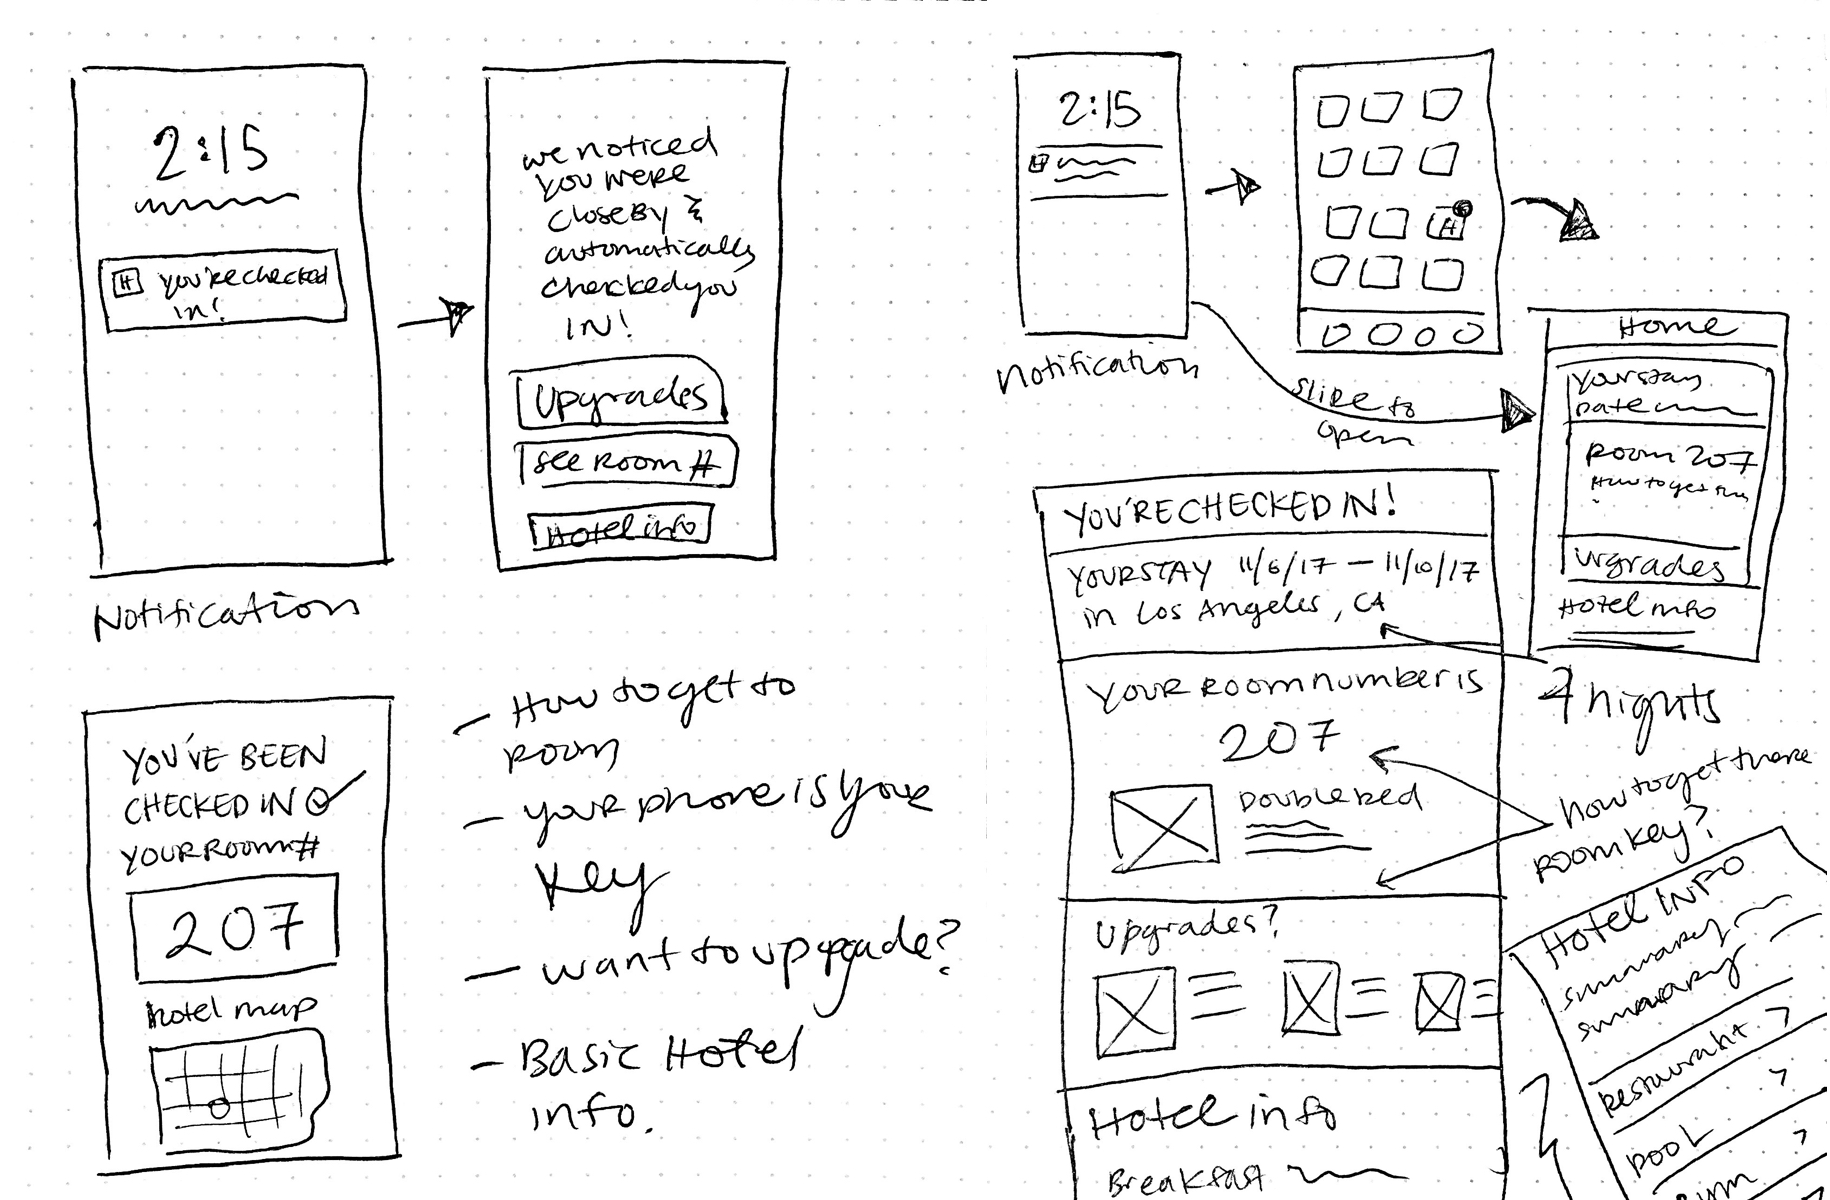 2:15
H you're checked
in!
Notification
we noticed
you were
closeby &
automatically
checked you
IN!
Upgrades
see room #
Hotel info
YOU'VE BEEN
CHECKED IN
YOUR ROOM #
207
hotel map
- How to get to
room
- your phone is your
key
- want to upgrade?
- Basic Hotel
info.
2:15
H
Notification
H
slide to
open
Home
Your stay
Date
Room 207
How to get
Upgrades
Hotel info
YOU'RE CHECKED IN!
YOUR STAY 11/6/17 - 11/10/17
in Los Angeles, CA
# nights
YOUR ROOM number is
207
Double bed
how to get there
room key?
Upgrades?
Hotel info
Breakfast
Hotel INFO
summary
summary
Restaurant >
pool >
>